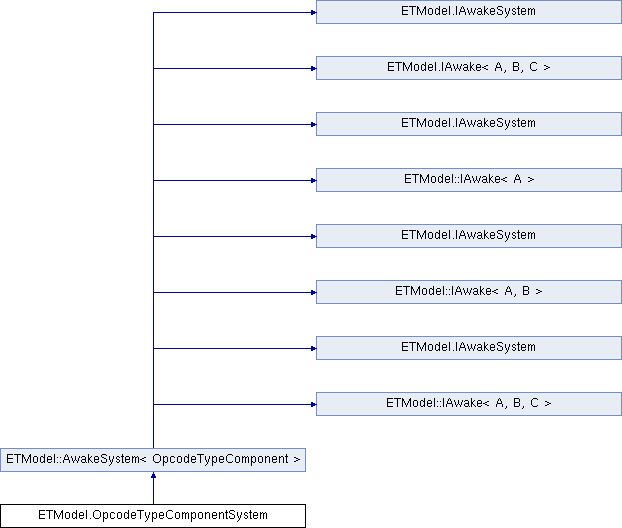 ETModel.IAwakeSystem
ETModel.IAwake< A, B, C >
ETModel.IAwakeSystem
ETModel::IAwake< A >
ETModel.IAwakeSystem
ETModel::IAwake< A, B >
ETModel.IAwakeSystem
ETModel::IAwake< A, B, C >
ETModel::AwakeSystem< OpcodeTypeComponent >
ETModel.OpcodeTypeComponentSystem